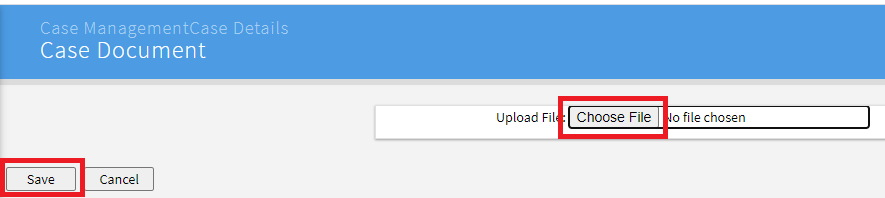 Case ManagementCase Details
Case Document
Upload File: Choose File No file chosen
Save Cancel